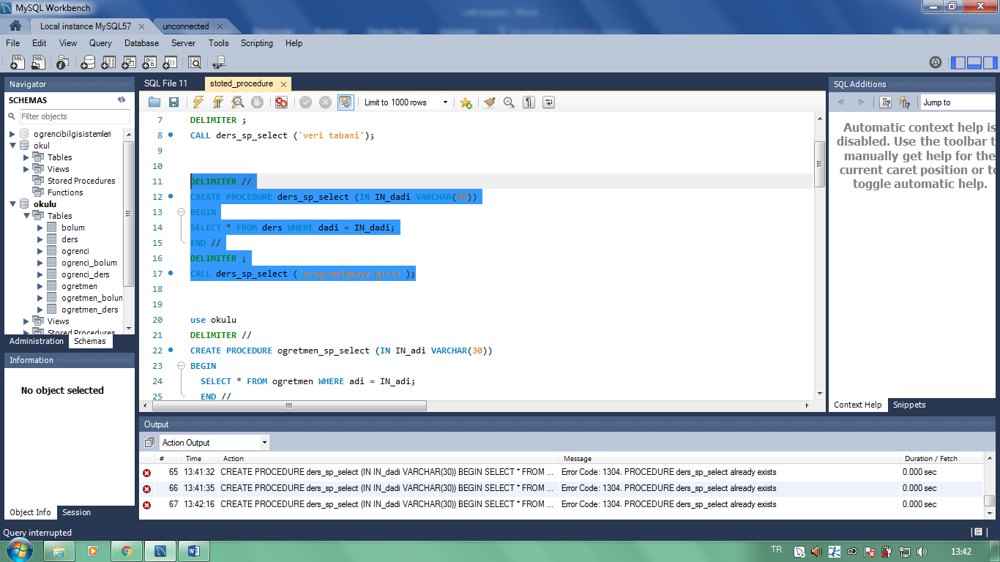 MySQL Workbench
Local instance MySQL57
unconnected
File Edit View Query Database Server Tools Scripting Help
Navigator
SCHEMAS
Filter objects
ogrencibilgisistemleri
okul
Tables
Views
Stored Procedures
Functions
okulu
Tables
bolum
ders
ogrenci
ogrenci_bolum
ogrenci_ders
ogretmen
ogretmen_bolun
ogretmen_ders
Views
Stored Procedures
Administration Schemas
Information
No object selected
Object Info Session
Query interrupted
SQL File 11
stoted_procedure
Limit to 1000 rows
7 DELIMITER ;
8 CALL ders_sp_select ('veri tabani');
9
10
11 DELIMITER //
12 CREATE PROCEDURE ders_sp_select (IN IN_dadi VARCHAR(30))
13 BEGIN
14 SELECT * FROM ders WHERE dadi = IN_dadi;
15 END //
16 DELIMITER ;
17 CALL ders_sp_select ('programlamaya giris');
18
19
20 use okulu
21 DELIMITER //
22 CREATE PROCEDURE ogretmen_sp_select (IN IN_adi VARCHAR(30))
23 BEGIN
24 SELECT * FROM ogretmen WHERE adi = IN_adi;
25 END //
SQL Additions
Jump to
Automatic context help is
disabled. Use the toolbar t
manually get help for the
current caret position or to
toggle automatic help.
Context Help Snippets
Output
Action Output
# Time Action Message Duration / Fetch
65 13:41:32 CREATE PROCEDURE ders_sp_select (IN IN_dadi VARCHAR(30)) BEGIN SELECT * FROM ... Error Code: 1304. PROCEDURE ders_sp_select already exists 0.000 sec
66 13:41:35 CREATE PROCEDURE ders_sp_select (IN IN_dadi VARCHAR(30)) BEGIN SELECT * FROM ... Error Code: 1304. PROCEDURE ders_sp_select already exists 0.000 sec
67 13:42:16 CREATE PROCEDURE ders_sp_select (IN IN_dadi VARCHAR(30)) BEGIN SELECT * FROM ... Error Code: 1304. PROCEDURE ders_sp_select already exists 0.000 sec
TR
13:42